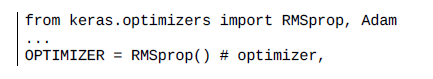 from keras.optimizers import RMSprop, Adam
...
OPTIMIZER = RMSprop() # optimizer,